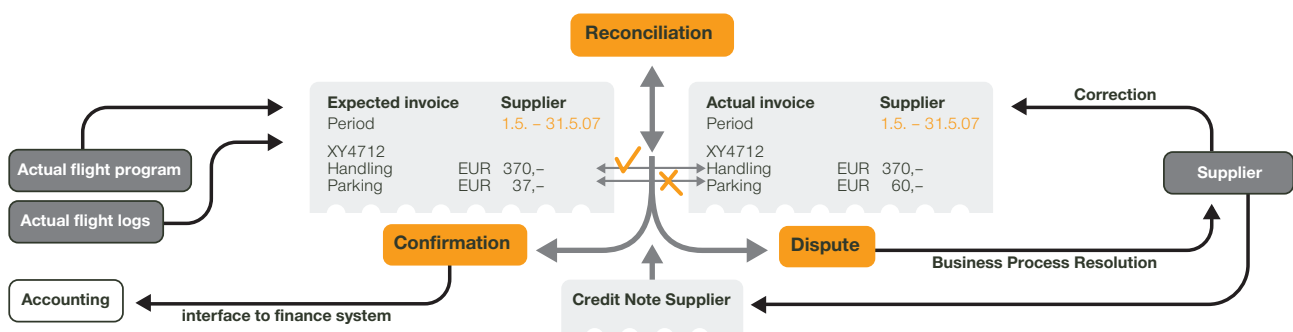 Reconciliation
Expected invoice Supplier
Period 1.5. – 31.5.07
XY4712
Handling EUR 370,–
Parking EUR 37,–
Actual invoice Supplier
Period 1.5. – 31.5.07
XY4712
Handling EUR 370,–
Parking EUR 60,–
Correction
Actual flight program
Actual flight logs
Supplier
Confirmation
Dispute
Business Process Resolution
Accounting
interface to finance system
Credit Note Supplier